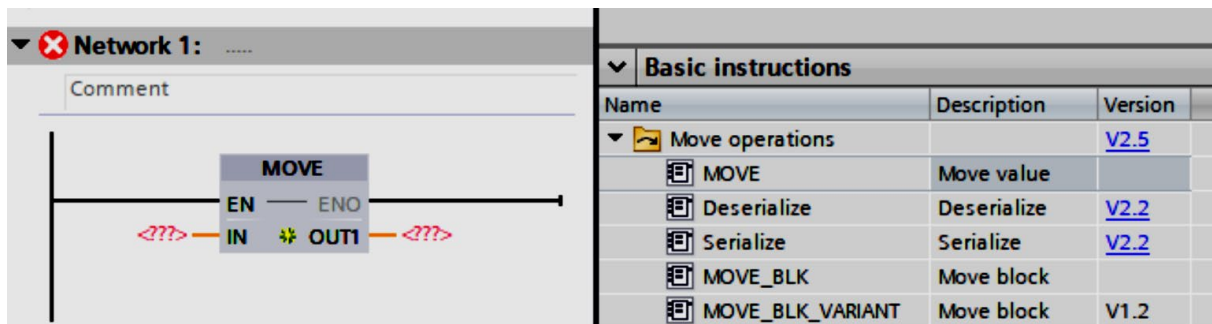 Network 1: .....
Comment
MOVE
EN ENO
<???> IN OUT1 <???>
Basic instructions
Name Description Version
Move operations V2.5
MOVE Move value
Deserialize Deserialize V2.2
Serialize Serialize V2.2
MOVE_BLK Move block
MOVE_BLK_VARIANT Move block V1.2